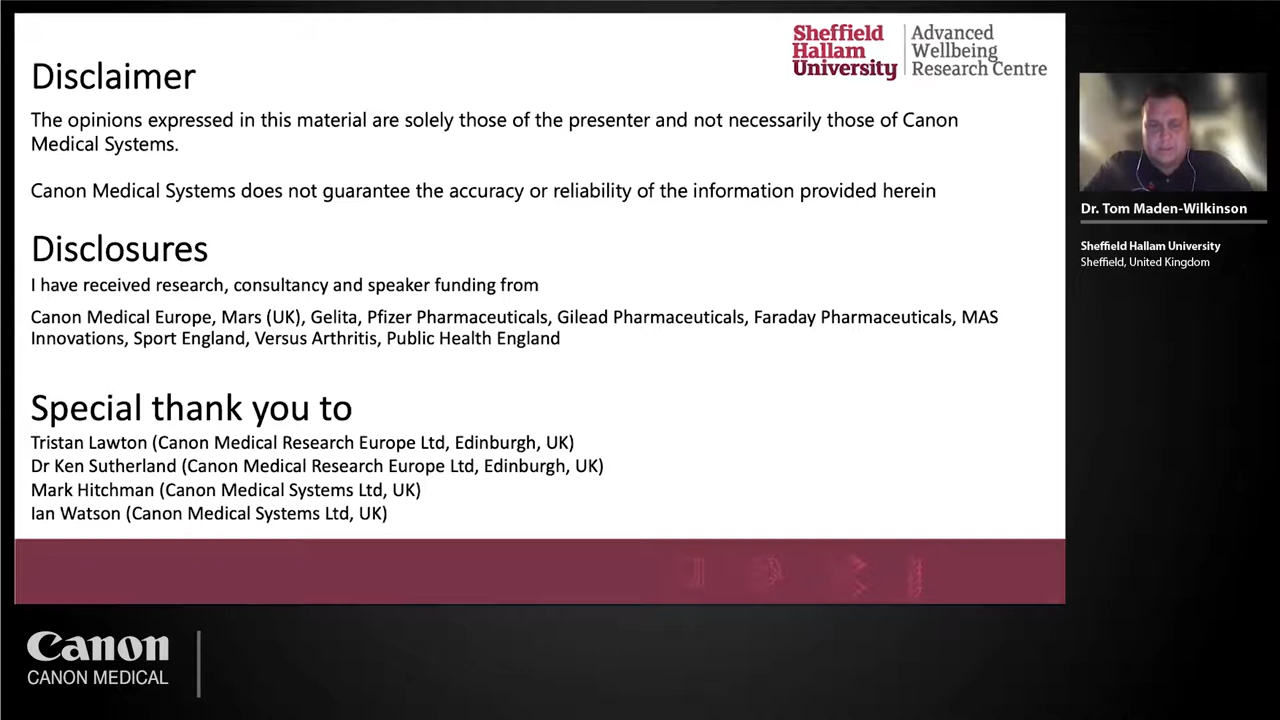 Sheffield
Hallam
University
Advanced
Wellbeing
Research Centre
Disclaimer
The opinions expressed in this material are solely those of the presenter and not necessarily those of Canon
Medical Systems.
Canon Medical Systems does not guarantee the accuracy or reliability of the information provided herein
Disclosures
I have received research, consultancy and speaker funding from
Canon Medical Europe, Mars (UK), Gelita, Pfizer Pharmaceuticals, Gilead Pharmaceuticals, Faraday Pharmaceuticals, MAS
Innovations, Sport England, Versus Arthritis, Public Health England
Special thank you to
Tristan Lawton (Canon Medical Research Europe Ltd, Edinburgh, UK)
Dr Ken Sutherland (Canon Medical Research Europe Ltd, Edinburgh, UK)
Mark Hitchman (Canon Medical Systems Ltd, UK)
Ian Watson (Canon Medical Systems Ltd, UK)
Dr. Tom Maden-Wilkinson
Sheffield Hallam University
Sheffield, United Kingdom
Canon
CANON MEDICAL